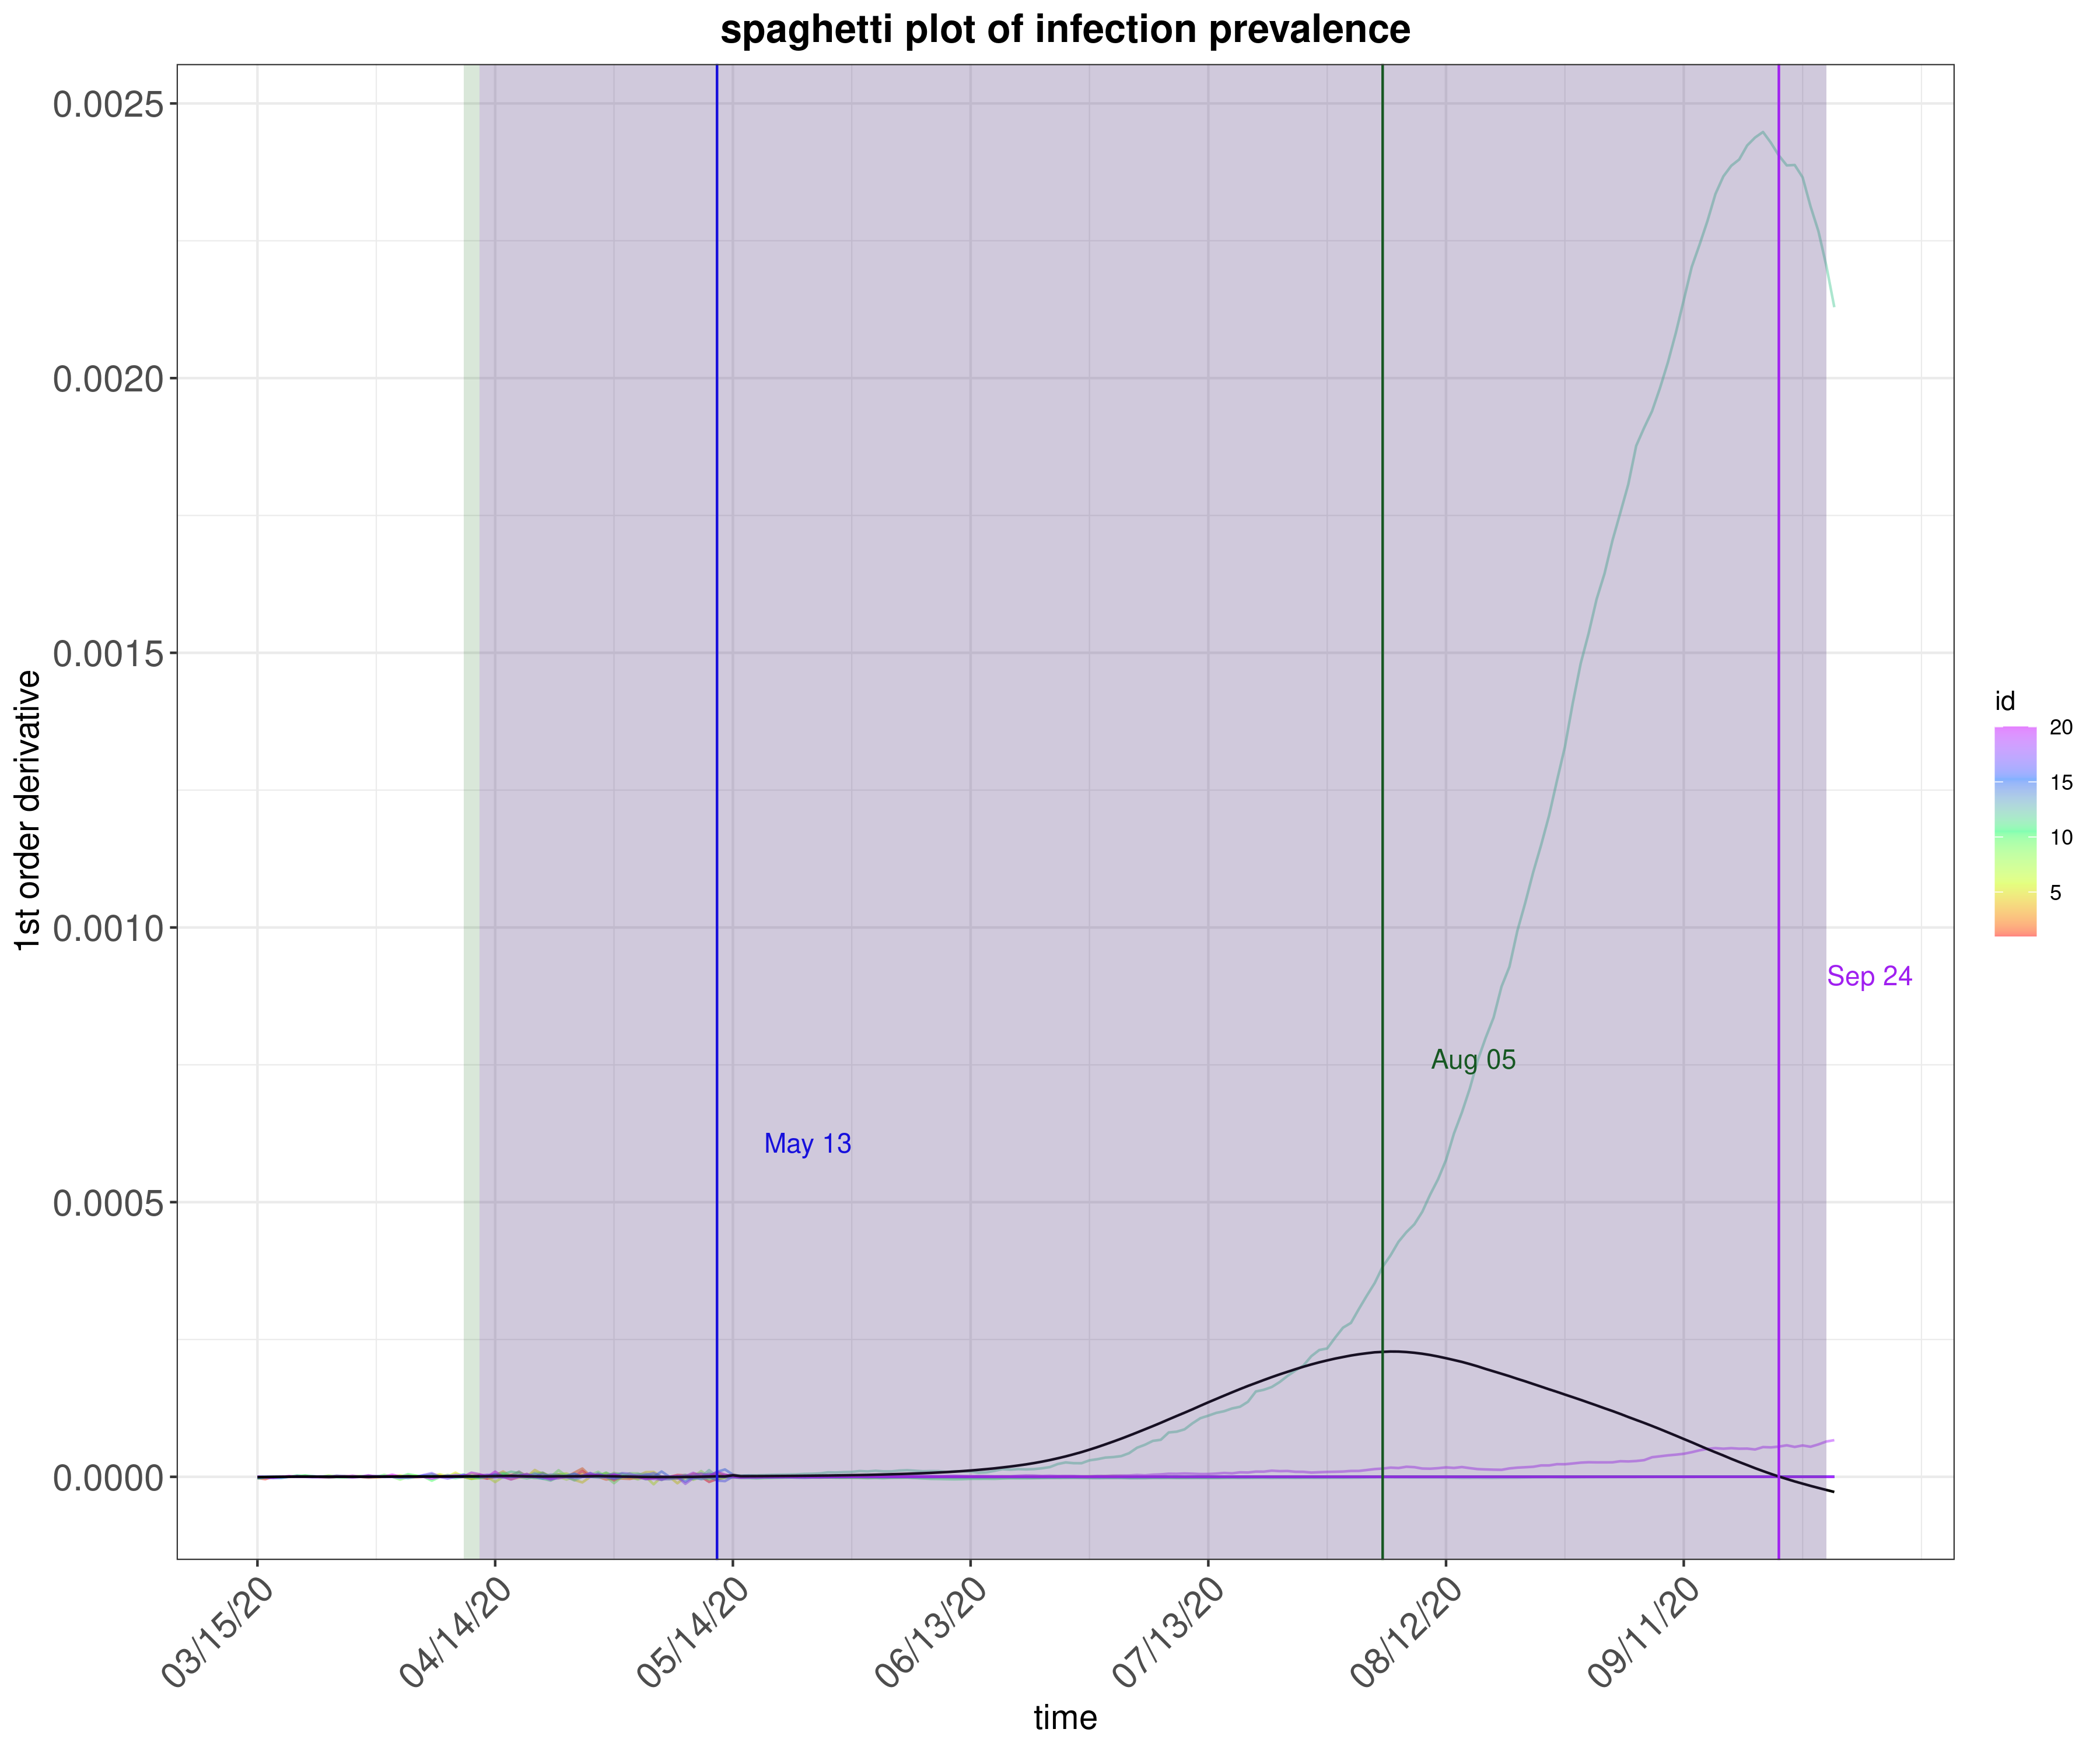 spaghetti plot of infection prevalence
1st order derivative
0.0025
0.0020
0.0015
0.0010
0.0005
0.0000
May 13
Aug 05
Sep 24
03/15/20
04/14/20
05/14/20
06/13/20
07/13/20
08/12/20
09/11/20
time
id
20
15
10
5